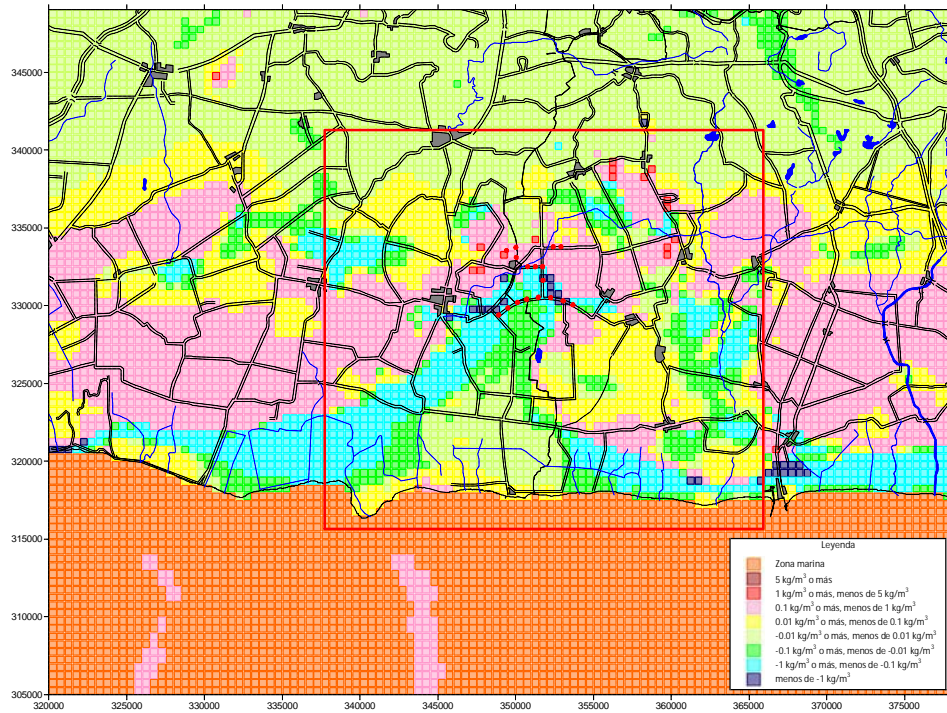 345000
340000
335000
330000
325000
320000
315000
310000
305000
320000 325000 330000 335000 340000 345000 350000 355000 360000 365000 370000 375000
Leyenda
Zona marina
5 kg/m³ o más
1 kg/m³ o más, menos de 5 kg/m³
0.1 kg/m³ o más, menos de 1 kg/m³
0.01 kg/m³ o más, menos de 0.1 kg/m³
-0.01 kg/m³ o más, menos de 0.01 kg/m³
-0.1 kg/m³ o más, menos de -0.01 kg/m³
-1 kg/m³ o más, menos de -0.1 kg/m³
menos de -1 kg/m³